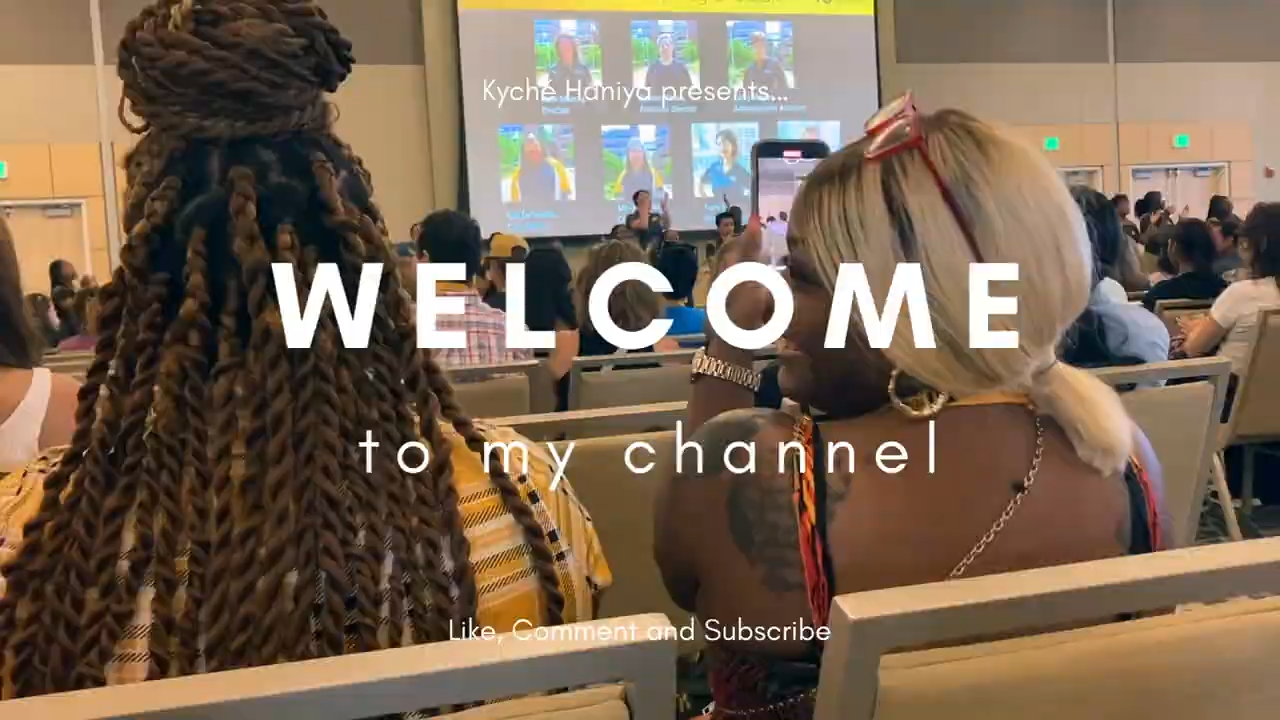 Kyché Haniya presents...
WELCOME
to my channel
Like, Comment and Subscribe